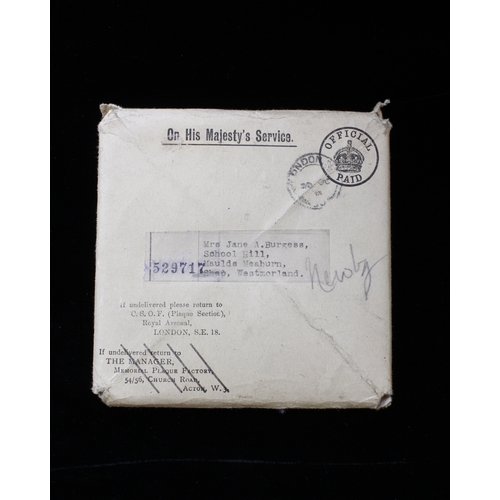 On His Majesty's Service.
OFFICIAL
PAID
LONDON
Mrs Jane A.Burgess,
School Hill,
Maulds Meaburn,
Westmorland.
529717
If undelivered please return to
C.S.O.F. (Plaque Section),
Royal Arsenal,
LONDON, S.E. 18.
If undelivered return to
THE MANAGER,
Memorial Plaque Factory,
54/56, Church Road,
Acton, W.3.